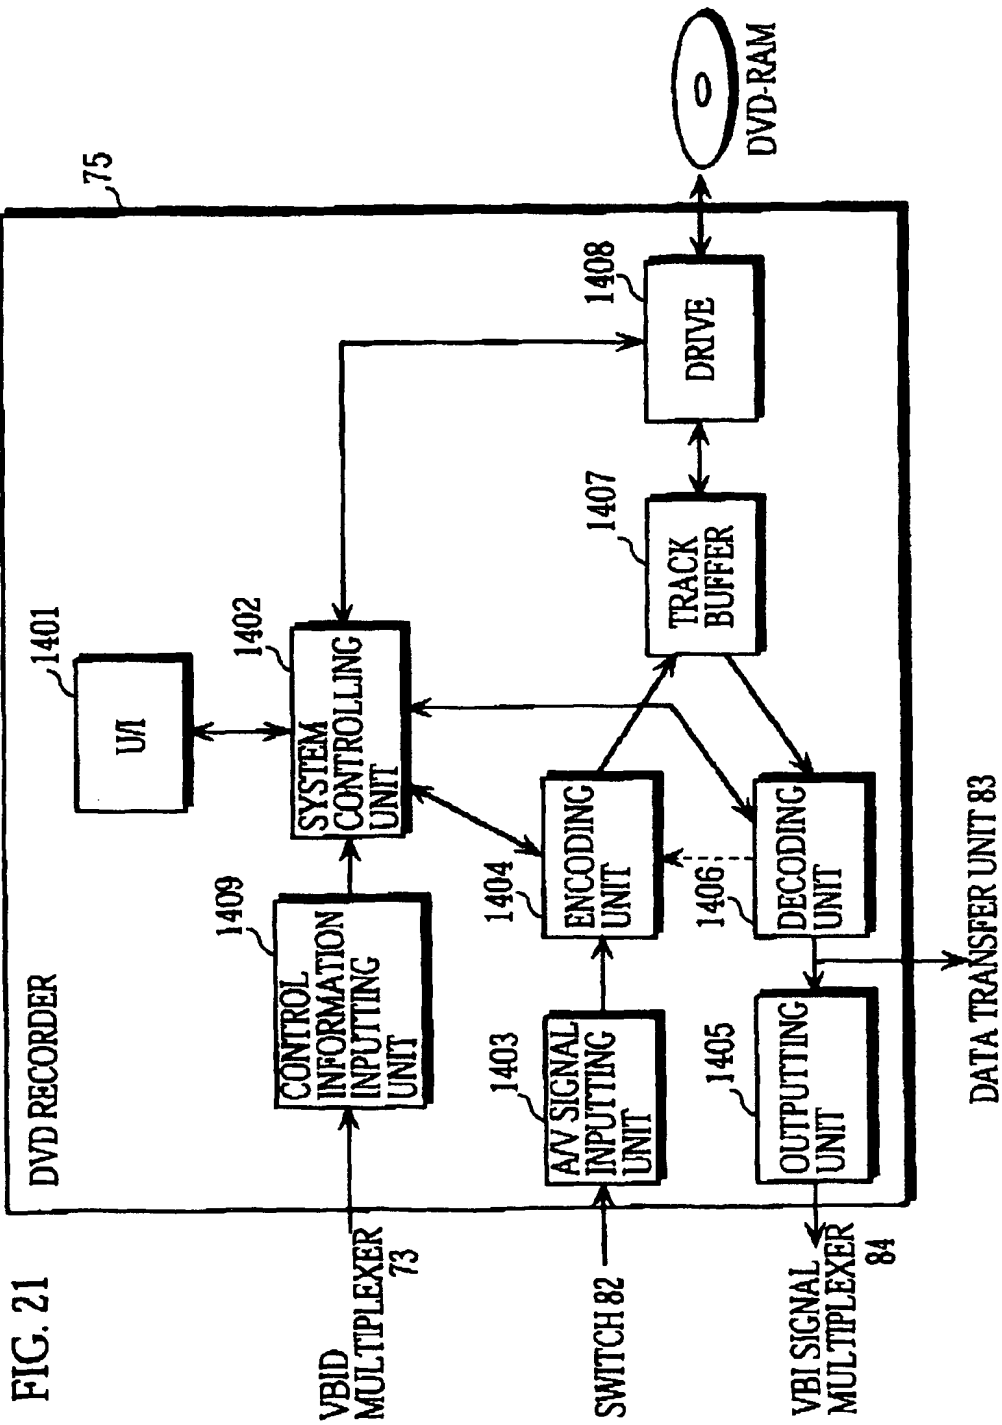 FIG. 21
DVD RECORDER
75
U/I
1401
VBID
MULTIPLEXER
73
CONTROL
INFORMATION
INPUTTING
UNIT
1409
SYSTEM
CONTROLLING
UNIT
1402
SWITCH 82
A/V SIGNAL
INPUTTING
UNIT
1403
ENCODING
UNIT
1404
TRACK
BUFFER
1407
DRIVE
1408
DVD-RAM
VBI SIGNAL
MULTIPLEXER
84
OUTPUTTING
UNIT
1405
DECODING
UNIT
1406
DATA TRANSFER UNIT 83